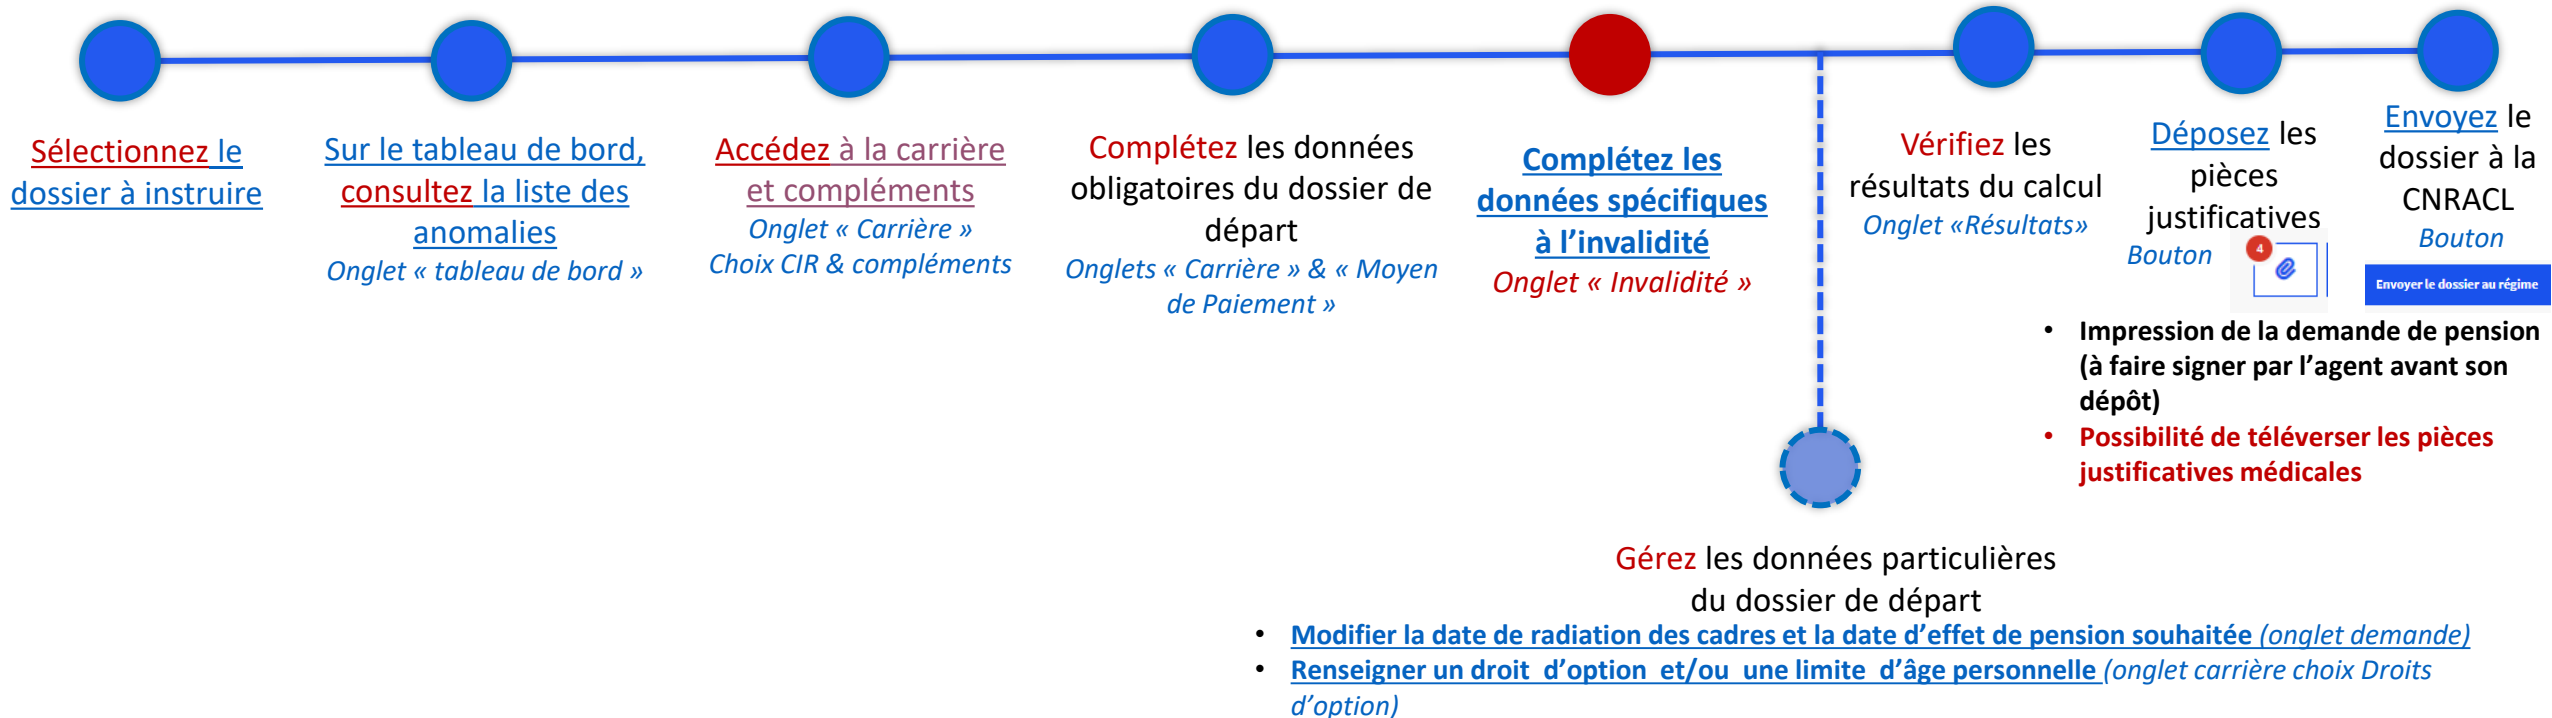 Sélectionnez le
dossier à instruire
Sur le tableau de bord,
consultez la liste des
anomalies
Onglet « tableau de bord »
Accédez à la carrière
et compléments
Onglet « Carrière »
Choix CIR & compléments
Complétez les données
obligatoires du dossier de
départ
Onglets « Carrière » & « Moyen
de Paiement »
Complétez les
données spécifiques
à l’invalidité
Onglet « Invalidité »
Vérifiez les
résultats du calcul
Onglet «Résultats»
Déposez les
pièces
justificatives
Bouton
4
Envoyez le
dossier à la
CNRACL
Bouton
Envoyer le dossier au régime
• Impression de la demande de pension
(à faire signer par l’agent avant son
dépôt)
• Possibilité de téléverser les pièces
justificatives médicales
Gérez les données particulières
du dossier de départ
• Modifier la date de radiation des cadres et la date d’effet de pension souhaitée (onglet demande)
• Renseigner un droit d’option et/ou une limite d’âge personnelle (onglet carrière choix Droits
d’option)